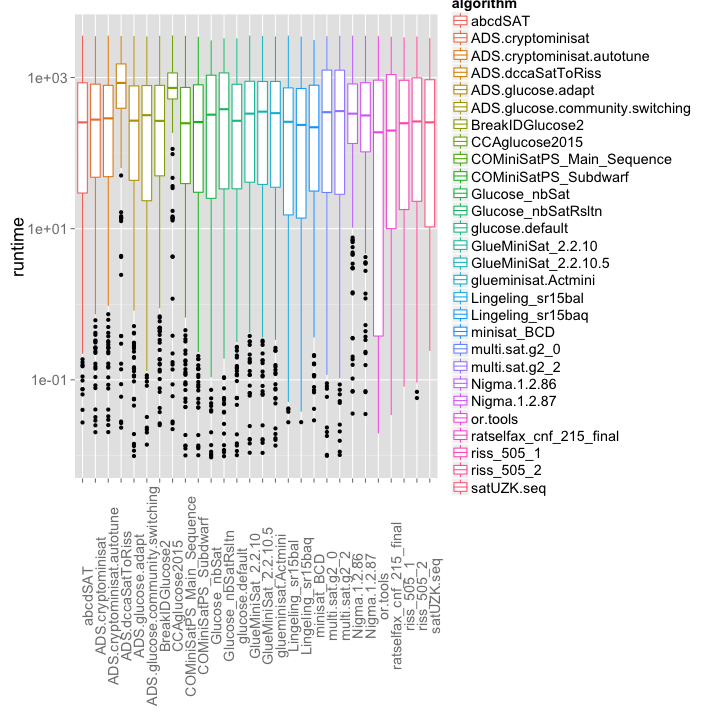 algorithm
abcdSAT
ADS.cryptominisat
ADS.cryptominisat.autotune
ADS.dccaSatToRiss
ADS.glucose.adapt
ADS.glucose.community.switching
BreakIDGlucose2
CCAglucose2015
COMiniSatPS_Main_Sequence
COMiniSatPS_Subdwarf
Glucose_nbSat
Glucose_nbSatRsltn
glucose.default
GlueMiniSat_2.2.10
GlueMiniSat_2.2.10.5
glueminisat.Actmini
Lingeling_sr15bal
Lingeling_sr15baq
minisat_BCD
multi.sat.g2_0
multi.sat.g2_2
Nigma.1.2.86
Nigma.1.2.87
or.tools
ratselfax_cnf_215_final
riss_505_1
riss_505_2
satUZK.seq
runtime
1e+03
1e+01
1e-01
abcdSAT
ADS.cryptominisat
ADS.cryptominisat.autotune
ADS.dccaSatToRiss
ADS.glucose.adapt
ADS.glucose.community.switching
BreakIDGlucose2
CCAglucose2015
COMiniSatPS_Main_Sequence
COMiniSatPS_Subdwarf
Glucose_nbSat
Glucose_nbSatRsltn
glucose.default
GlueMiniSat_2.2.10
GlueMiniSat_2.2.10.5
glueminisat.Actmini
Lingeling_sr15bal
Lingeling_sr15baq
minisat_BCD
multi.sat.g2_0
multi.sat.g2_2
Nigma.1.2.86
Nigma.1.2.87
or.tools
ratselfax_cnf_215_final
riss_505_1
riss_505_2
satUZK.seq